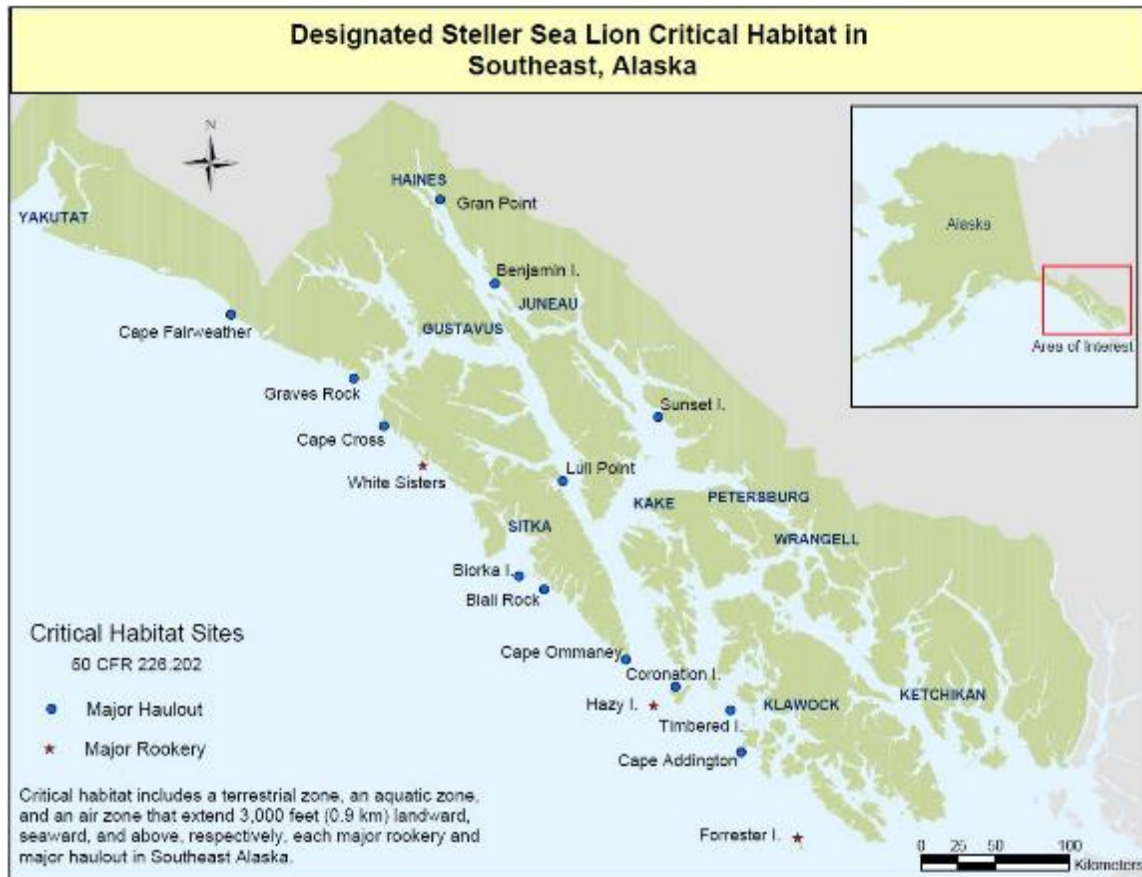 Designated Steller Sea Lion Critical Habitat in
Southeast, Alaska
N
HAINES
Gran Point
YAKUTAT
Alaska
Benjamin I.
JUNEAU
Cape Fairweather
GUSTAVUS
Area of Interest
Graves Rock
Sunset I.
Cape Cross
Lull Point
White Sisters
KAKE
PETERSBURG
SITKA
WRANGELL
Biorka I.
Biali Rock
Critical Habitat Sites
50 CFR 226.202
Cape Ommaney
Coronation I.
Hazy I.
KLAWOCK
KETCHIKAN
Major Haulout
Timbered I.
Major Rookery
Cape Addington
Critical habitat includes a terrestrial zone, an aquatic zone,
and an air zone that extend 3,000 feet (0.9 km) landward,
seaward, and above, respectively, each major rookery and
major haulout in Southeast Alaska.
Forrester I.
0 25 50 100
Kilometers